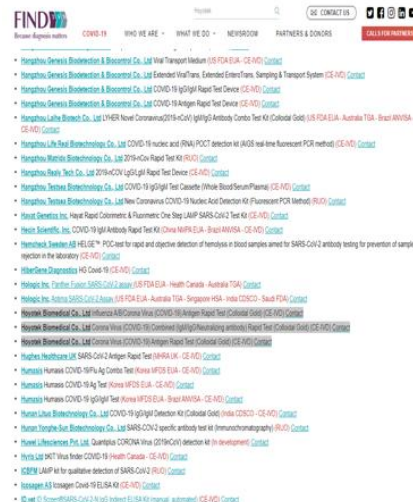 FIND
Because diagnosis matters
Hoyotek
CONTACT US
COVID-19
WHO WE ARE
WHAT WE DO
NEWSROOM
PARTNERS & DONORS
CALLS FOR PARTNERS
Hangzhou Genesis Biodetection & Biocontrol Co., Ltd Viral Transport Medium (US FDA EUA - CE-IVD) Contact
Hangzhou Genesis Biodetection & Biocontrol Co., Ltd Extended ViralTrans, Extended EnteroTrans, Sampling & Transport System (CE-IVD) Contact
Hangzhou Genesis Biodetection & Biocontrol Co., Ltd COVID-19 IgG/IgM Rapid Test Device (CE-IVD) Contact
Hangzhou Genesis Biodetection & Biocontrol Co., Ltd COVID-19 Antigen Rapid Test Device (CE-IVD) Contact
Hangzhou Laihe Biotech Co., Ltd LYHER Novel Coronavirus(2019-nCoV) IgM/IgG Antibody Combo Test Kit (Colloidal Gold) (US FDA EUA - Australia TGA - Brazil ANVISA -
CE-IVD) Contact
Hangzhou Life Real Biotechnology Co., Ltd COVID-19 nucleic acid (RNA) POCT detection kit (AIGS real-time fluorescent PCR method) (CE-IVD) Contact
Hangzhou Matrido Biotechnology Co., Ltd 2019-nCov Rapid Test Kit (RUO) Contact
Hangzhou Realy Tech Co., Ltd 2019-nCOV IgG/IgM Rapid Test Device (CE-IVD) Contact
Hangzhou Testsea Biotechnology Co., Ltd COVID-19 IgG/IgM Test Cassette (Whole Blood/Serum/Plasma) (CE-IVD) Contact
Hangzhou Testsea Biotechnology Co., Ltd New Coronavirus COVID-19 Nucleic Acid Detection Kit (Fluorescent PCR Method) (RUO) Contact
Hayat Genetics Inc. Hayat Rapid Colorimetric & Fluorimetric One Step LAMP SARS-CoV-2 Test Kit (CE-IVD) Contact
Hecin Scientific, Inc. COVID-19 IgM Antibody Rapid Test Kit (China NMPA EUA - Brazil ANVISA - CE-IVD) Contact
Hemcheck Sweden AB HELGE™ POC-test for rapid and objective detection of hemolysis in blood samples aimed for SARS-CoV-2 antibody testing for prevention of sample
rejection in the laboratory (CE-IVD) Contact
HiberGene Diagnostics HG Covid-19 (CE-IVD) Contact
Hologic Inc. Panther Fusion SARS-COV-2 assay (US FDA EUA - Health Canada - Australia TGA) Contact
Hologic Inc. Aptima SARS-CoV-2 Assay (US FDA EUA - Australia TGA - Singapore HSA - India CDSCO - Saudi FDA) Contact
Hoyotek Biomedical Co., Ltd Influenza A/B/Corona Virus (COVID-19) Antigen Rapid Test (Colloidal Gold) (CE-IVD) Contact
Hoyotek Biomedical Co., Ltd Corona Virus (COVID-19) Combined (IgM/IgG/Neutralizing antibody) Rapid Test (Colloidal Gold) (CE-IVD) Contact
Hoyotek Biomedical Co., Ltd Corona Virus (COVID-19) Antigen Rapid Test (Colloidal Gold) (CE-IVD) Contact
Hughes Healthcare UK SARS-CoV-2 Antigen Rapid Test (MHRA UK - CE-IVD) Contact
Humasis Humasis COVID-19/Flu Ag Combo Test (Korea MFDS EUA - CE-IVD) Contact
Humasis Humasis COVID-19 Ag Test (Korea MFDS EUA - CE-IVD) Contact
Humasis Humasis COVID-19 IgG/IgM Test (Korea MFDS EUA - Brazil ANVISA - CE-IVD) Contact
Hunan Lituo Biotechnology Co., Ltd COVID-19 IgG/IgM Detection Kit (Colloidal Gold) (India CDSCO - CE-IVD) Contact
Hunan Yonghe-Sun Biotechnology Co., Ltd SARS-COV-2 specific antibody test kit (Immunochromatography) (RUO) Contact
Huwel Lifesciences Pvt. Ltd. Quantiplus CORONA Virus (2019nCoV) detection kit (In development) Contact
Hyris Ltd bKIT Virus finder COVID-19 (Health Canada - CE-IVD) Contact
ICBFM LAMP kit for qualitative detection of SARS-CoV-2 (RUO) Contact
Icosagen AS Icosagen Covid-19 ELISA Kit (CE-IVD) Contact